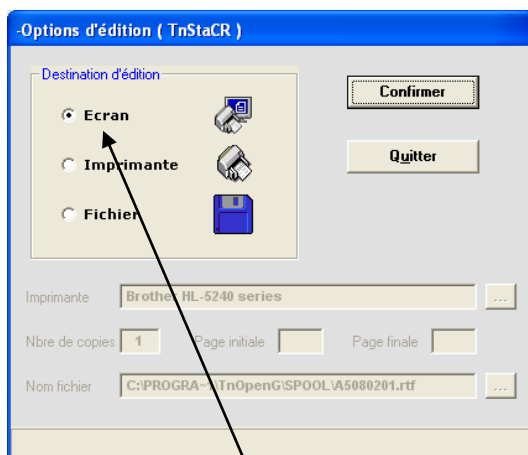 -Options d'édition ( TnStaCR )
Destination d'édition
Ecran
Imprimante
Fichier
Confirmer
Quitter
Imprimante Brother HL-5240 series ...
Nbre de copies 1 Page initiale Page finale
Nom fichier C:\PROGRA~1\TnOpenG\SPOOL\A5080201.rtf ...